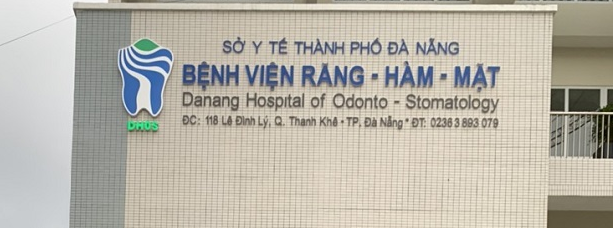 SỞ Y TẾ THÀNH PHỐ ĐÀ NẴNG
BỆNH VIỆN RĂNG - HÀM - MẶT
Danang Hospital of Odonto - Stomatology
ĐC: 118 Lê Đình Lý, Q. Thanh Khê - TP. Đà Nẵng * ĐT: 0236 3 893 079
DHOS